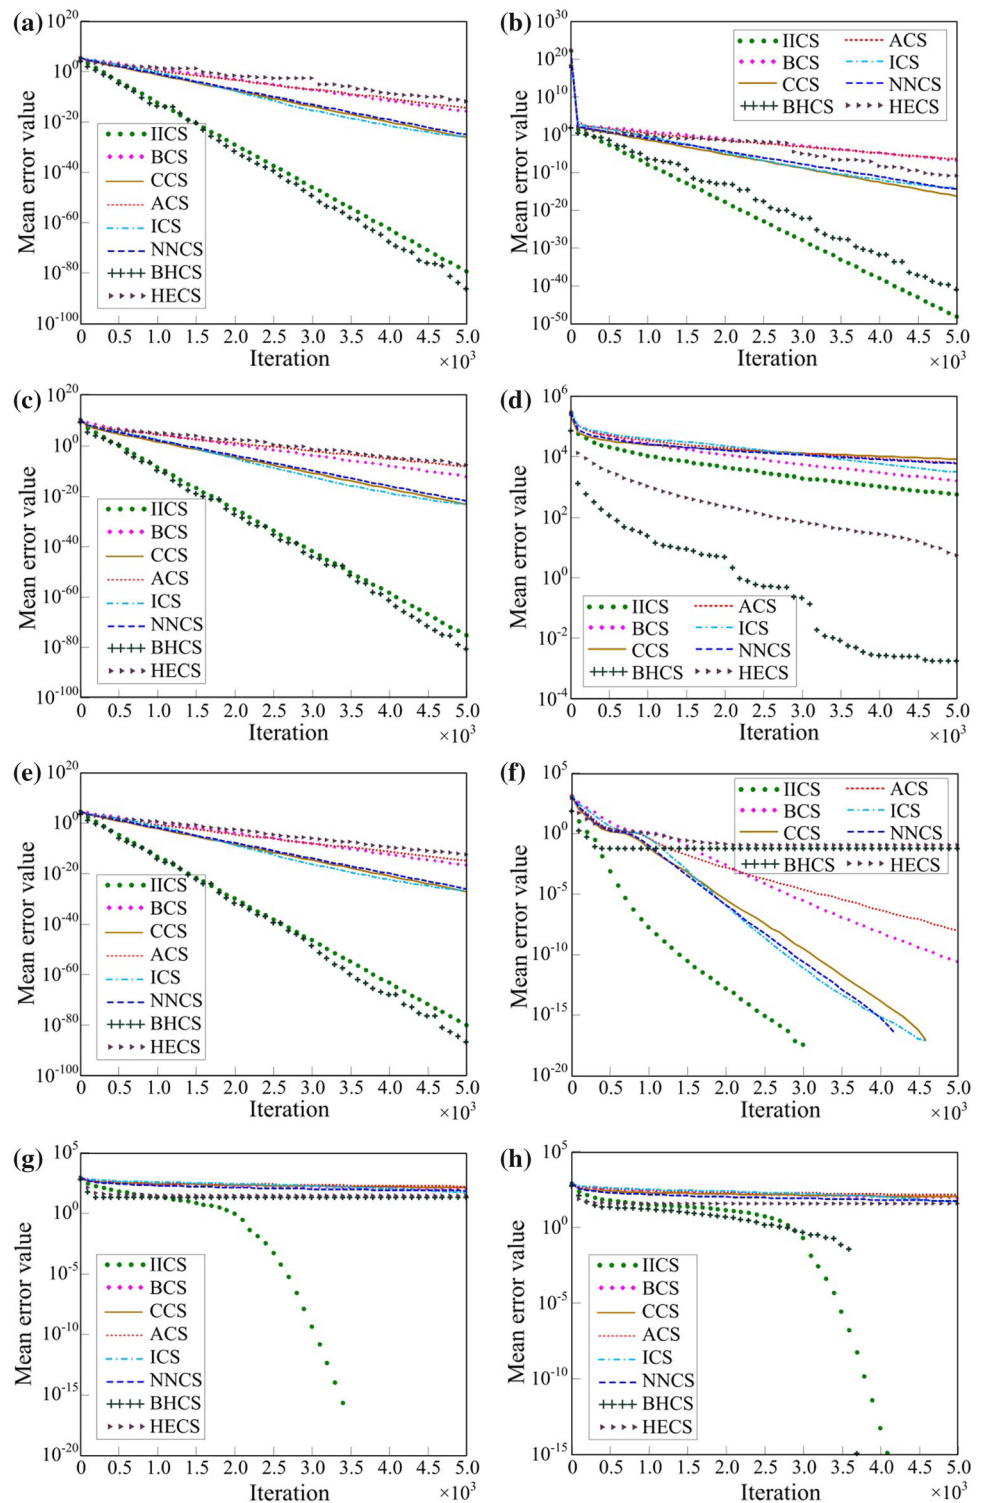 (a)
Mean error value
10^20
10^0
10^-20
10^-40
10^-60
10^-80
10^-100
IICS
BCS
CCS
ACS
ICS
NNCS
BHCS
HECS
0 0.5 1.0 1.5 2.0 2.5 3.0 3.5 4.0 4.5 5.0
Iteration ×10^3
(b)
Mean error value
10^30
10^20
10^10
10^0
10^-10
10^-20
10^-30
10^-40
10^-50
IICS ACS
BCS ICS
CCS NNCS
BHCS HECS
0 0.5 1.0 1.5 2.0 2.5 3.0 3.5 4.0 4.5 5.0
Iteration ×10^3
(c)
Mean error value
10^20
10^0
10^-20
10^-40
10^-60
10^-80
10^-100
IICS
BCS
CCS
ACS
ICS
NNCS
BHCS
HECS
0 0.5 1.0 1.5 2.0 2.5 3.0 3.5 4.0 4.5 5.0
Iteration ×10^3
(d)
Mean error value
10^6
10^4
10^2
10^0
10^-2
10^-4
IICS ACS
BCS ICS
CCS NNCS
BHCS HECS
0 0.5 1.0 1.5 2.0 2.5 3.0 3.5 4.0 4.5 5.0
Iteration ×10^3
(e)
Mean error value
10^20
10^0
10^-20
10^-40
10^-60
10^-80
10^-100
IICS
BCS
CCS
ACS
ICS
NNCS
BHCS
HECS
0 0.5 1.0 1.5 2.0 2.5 3.0 3.5 4.0 4.5 5.0
Iteration ×10^3
(f)
Mean error value
10^5
10^0
10^-5
10^-10
10^-15
10^-20
IICS ACS
BCS ICS
CCS NNCS
BHCS HECS
0 0.5 1.0 1.5 2.0 2.5 3.0 3.5 4.0 4.5 5.0
Iteration ×10^3
(g)
Mean error value
10^5
10^0
10^-5
10^-10
10^-15
10^-20
IICS
BCS
CCS
ACS
ICS
NNCS
BHCS
HECS
0 0.5 1.0 1.5 2.0 2.5 3.0 3.5 4.0 4.5 5.0
Iteration ×10^3
(h)
Mean error value
10^5
10^0
10^-5
10^-10
10^-15
IICS
BCS
CCS
ACS
ICS
NNCS
BHCS
HECS
0 0.5 1.0 1.5 2.0 2.5 3.0 3.5 4.0 4.5 5.0
Iteration ×10^3